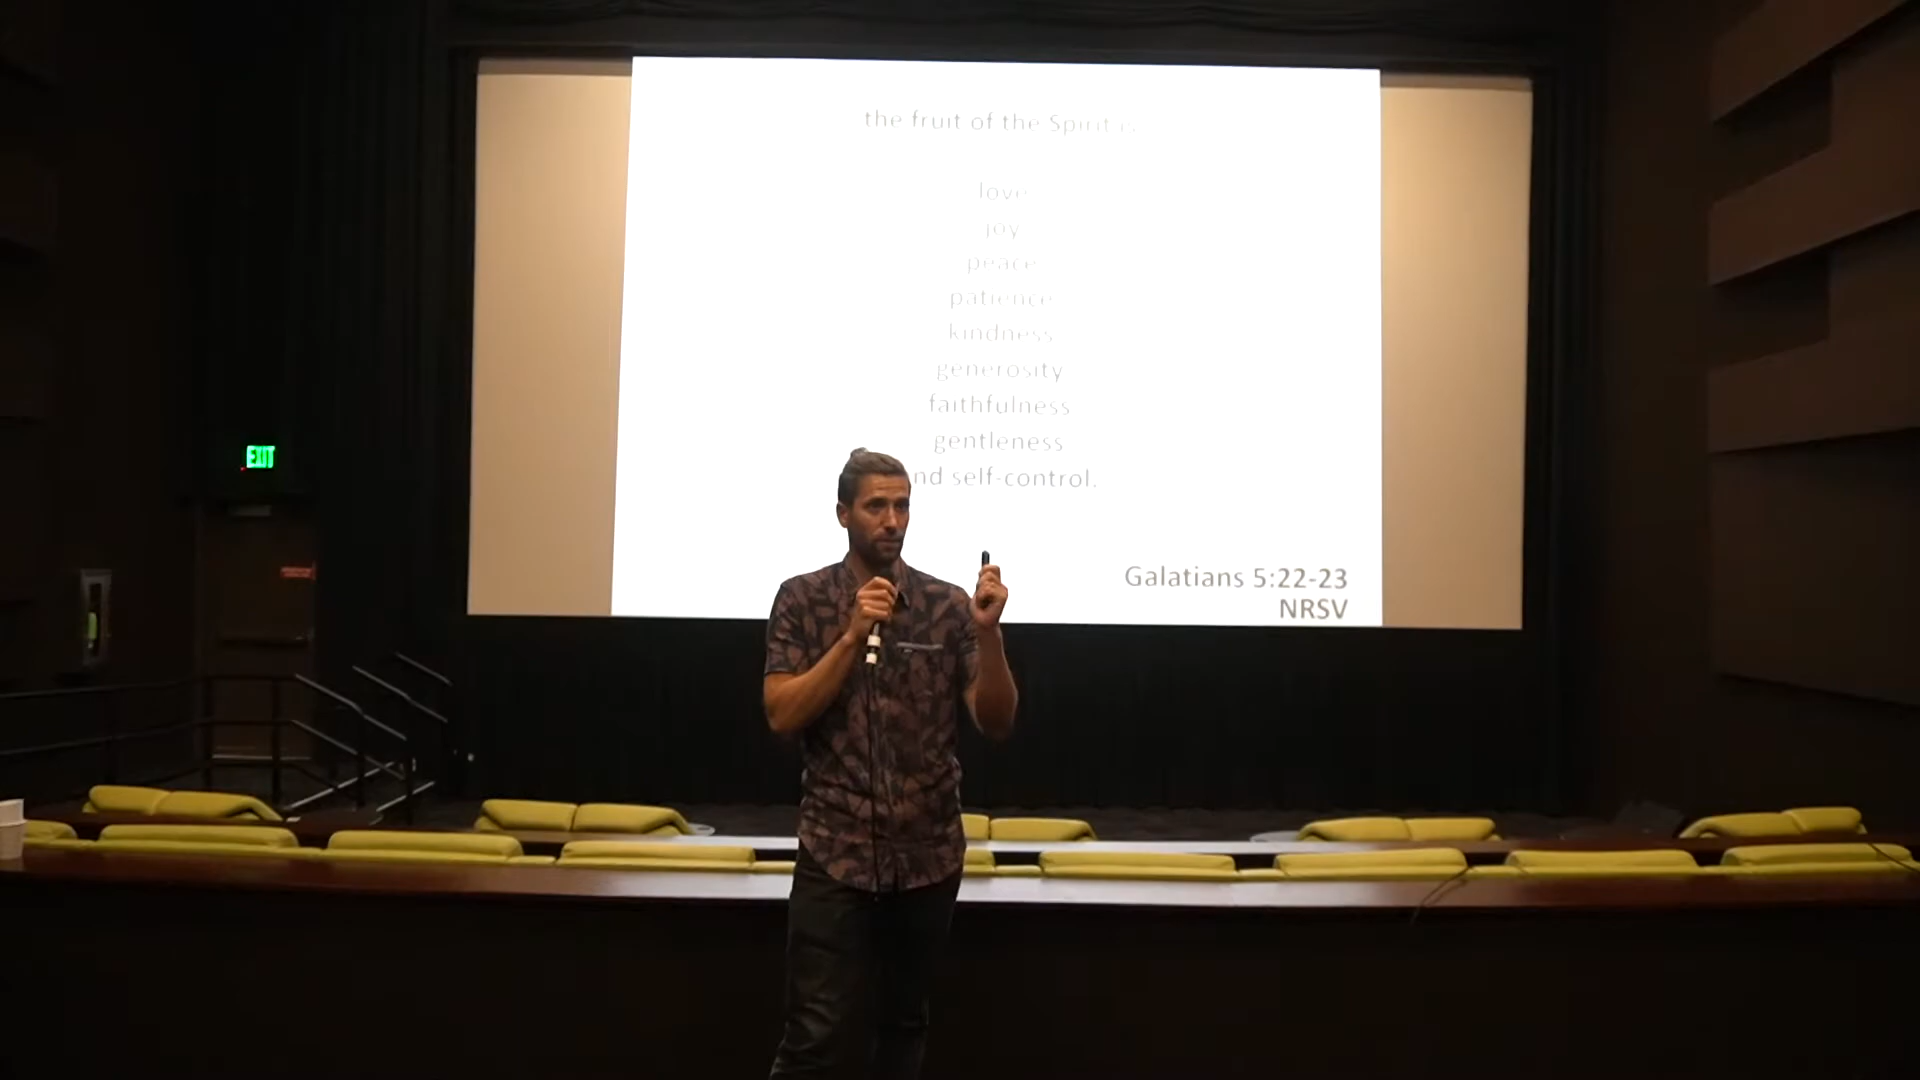 the fruit of the Spirit is
love
joy
peace
patience
kindness
generosity
faithfulness
gentleness
nd self-control.
Galatians 5:22-23
NRSV
EXIT